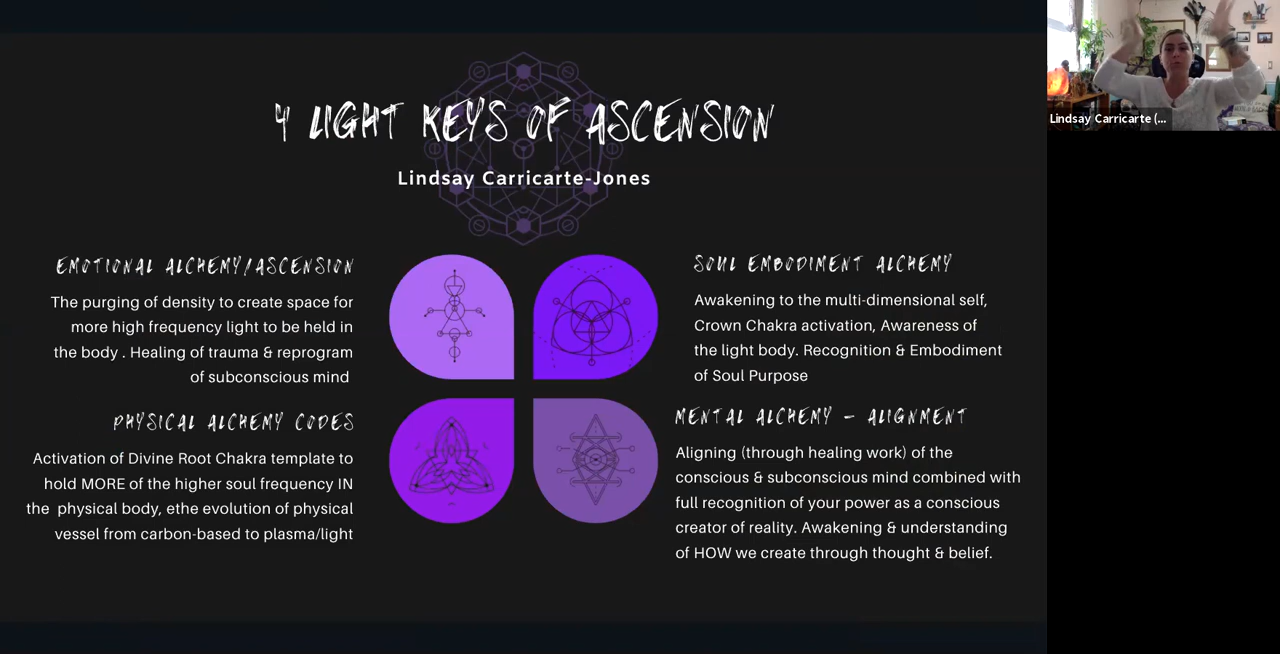 4 LIGHT KEYS OF ASCENSION
Lindsay Carricarte-Jones
EMOTIONAL ALCHEMY/ASCENSION
The purging of density to create space for
more high frequency light to be held in
the body . Healing of trauma & reprogram
of subconscious mind
SOUL EMBODIMENT ALCHEMY
Awakening to the multi-dimensional self,
Crown Chakra activation, Awareness of
the light body. Recognition & Embodiment
of Soul Purpose
PHYSICAL ALCHEMY CODES
Activation of Divine Root Chakra template to
hold MORE of the higher soul frequency IN
the physical body, ethe evolution of physical
vessel from carbon-based to plasma/light
MENTAL ALCHEMY - ALIGNMENT
Aligning (through healing work) of the
conscious & subconscious mind combined with
full recognition of your power as a conscious
creator of reality. Awakening & understanding
of HOW we create through thought & belief.
Lindsay Carricarte (...